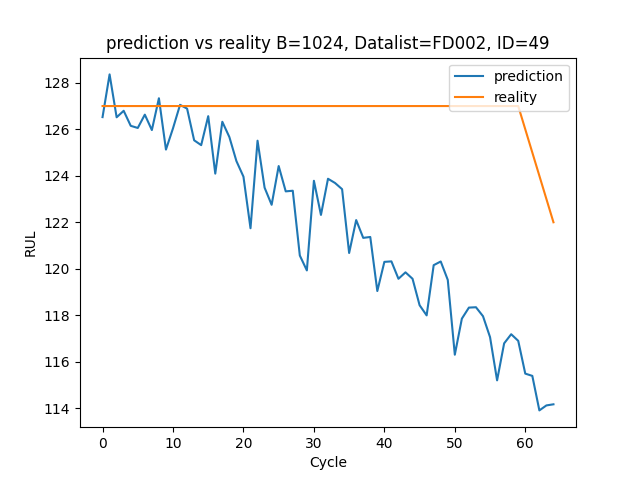 prediction vs reality B=1024, Datalist=FD002, ID=49
prediction
reality
128
126
124
122
120
118
116
114
RUL
0 10 20 30 40 50 60
Cycle